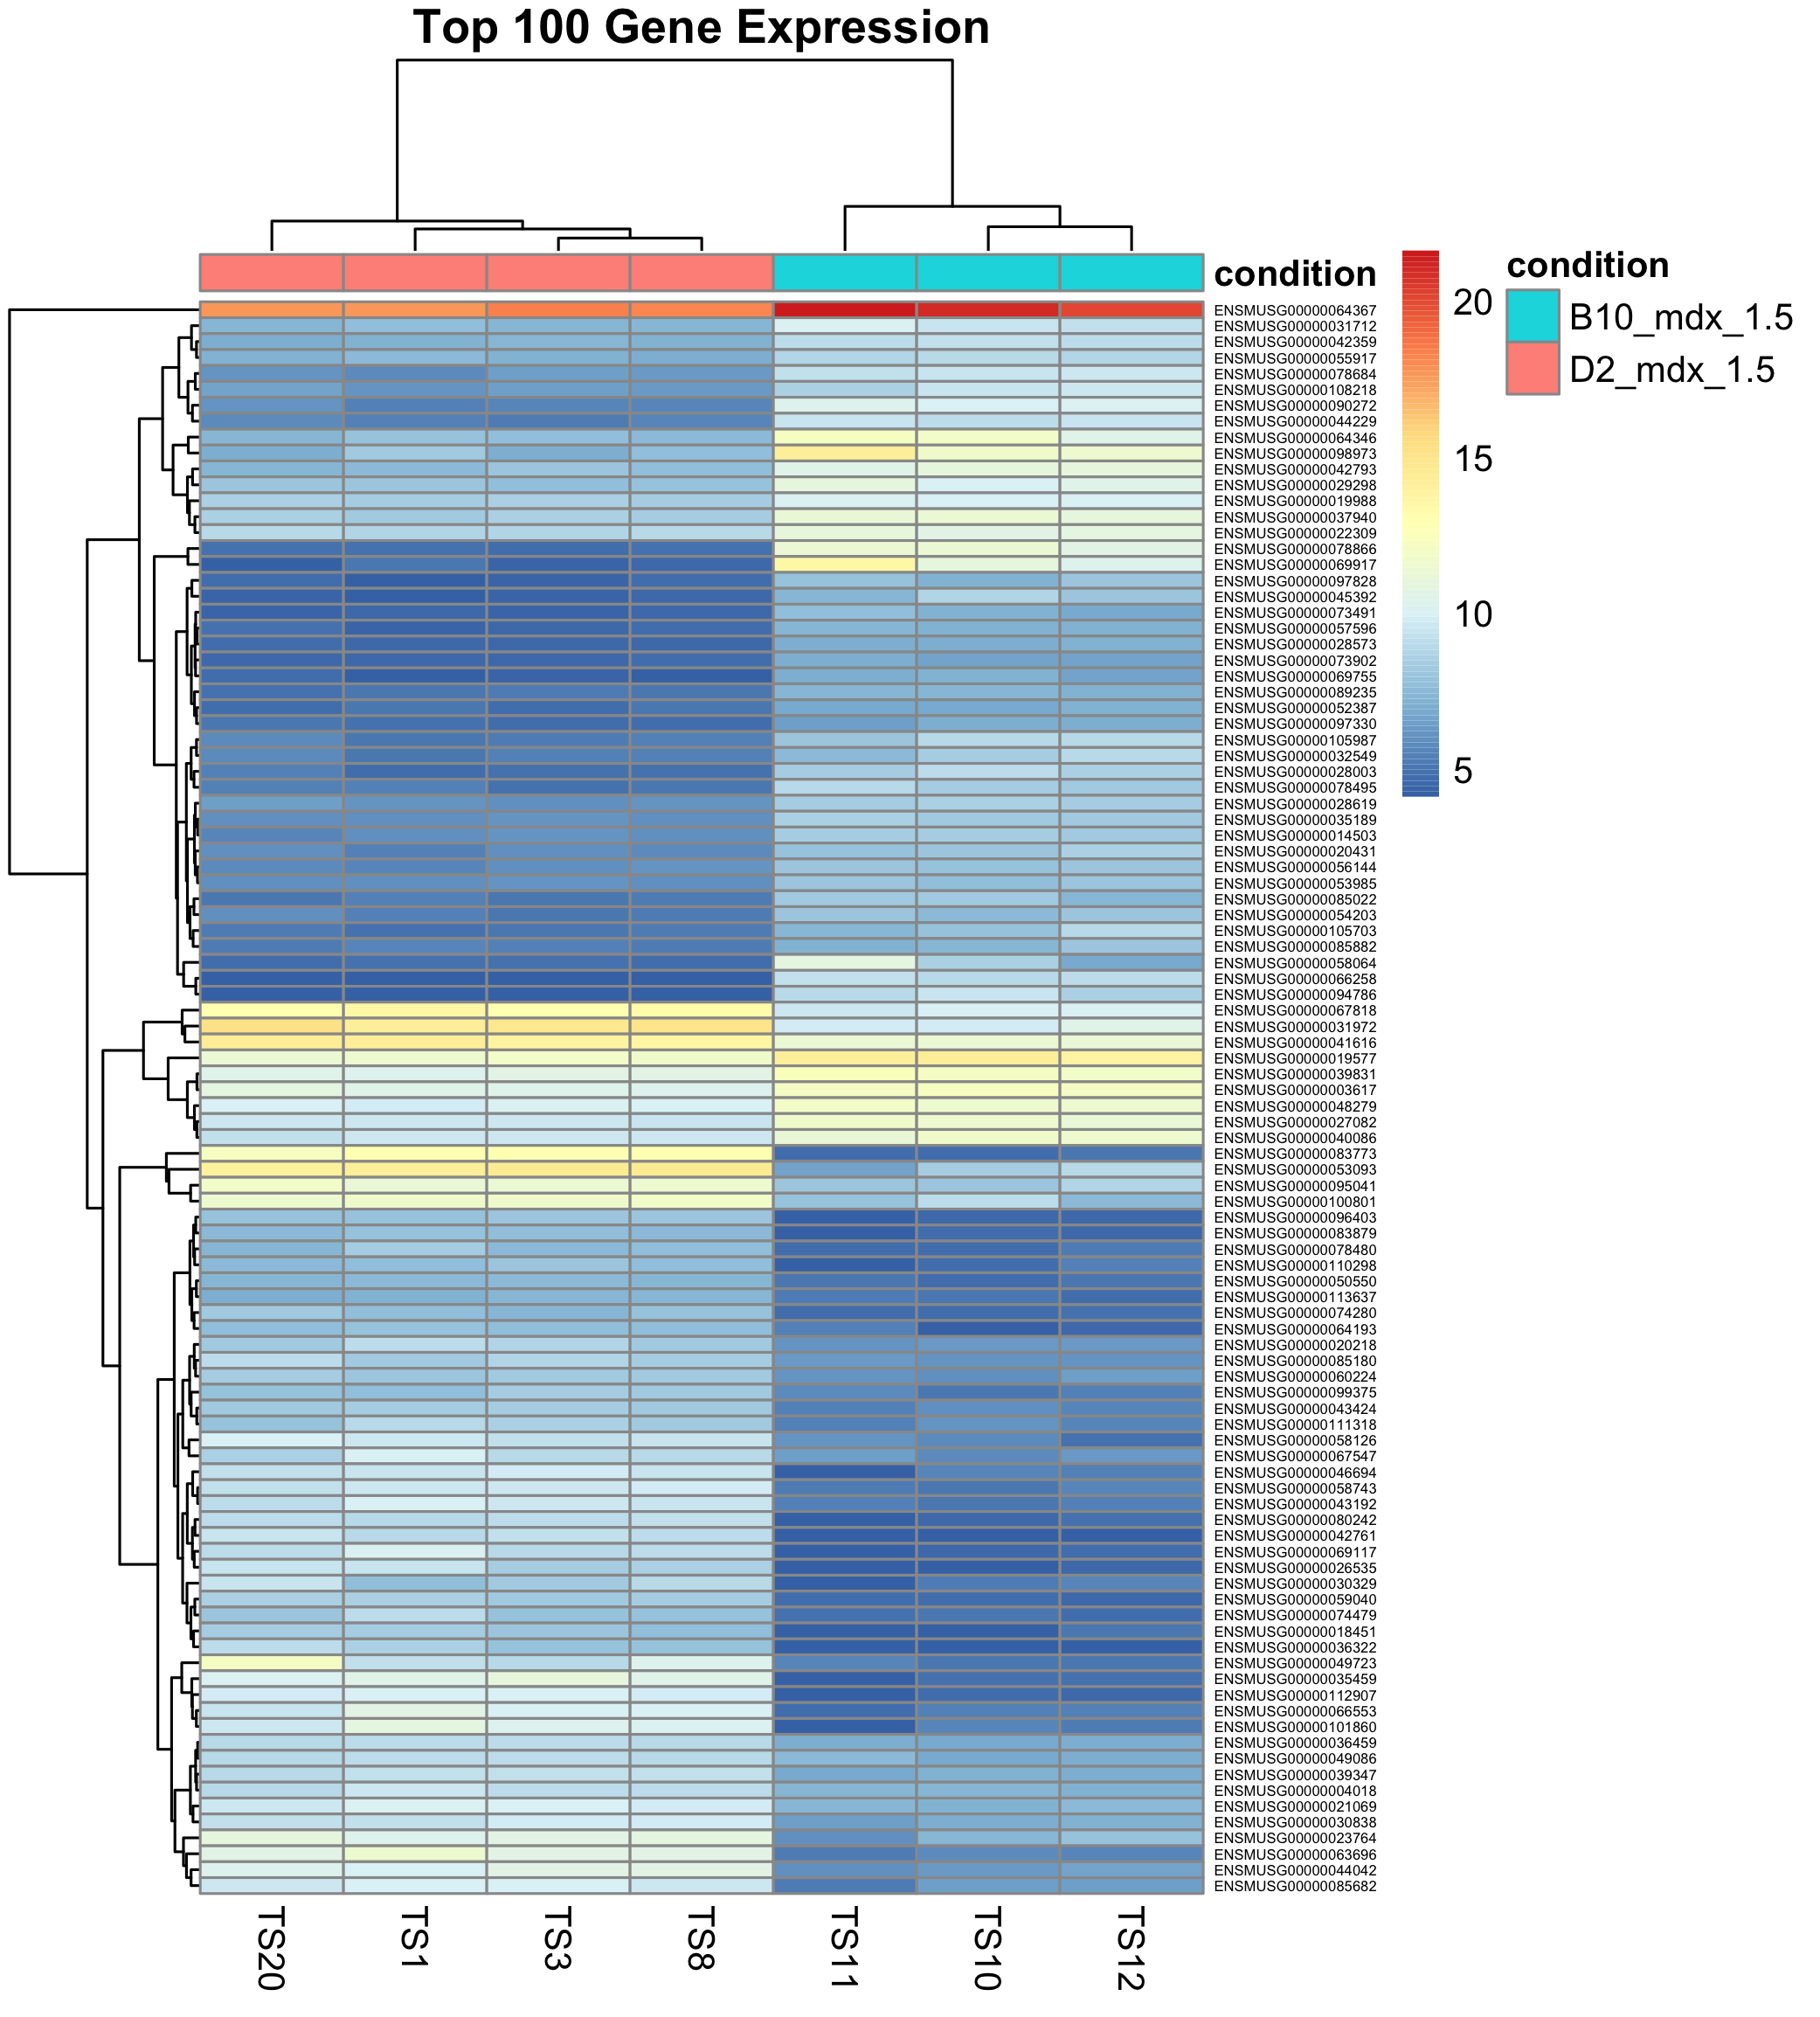 Top 100 Gene Expression
condition
ENSMUSG00000064367
ENSMUSG00000031712
ENSMUSG00000042359
ENSMUSG00000055917
ENSMUSG00000078684
ENSMUSG00000108218
ENSMUSG00000090272
ENSMUSG00000044229
ENSMUSG00000064346
ENSMUSG00000098973
ENSMUSG00000042793
ENSMUSG00000029298
ENSMUSG00000019988
ENSMUSG00000037940
ENSMUSG00000022309
ENSMUSG00000078866
ENSMUSG00000069917
ENSMUSG00000097828
ENSMUSG00000045392
ENSMUSG00000073491
ENSMUSG00000057596
ENSMUSG00000028573
ENSMUSG00000073902
ENSMUSG00000069755
ENSMUSG00000089235
ENSMUSG00000052387
ENSMUSG00000097330
ENSMUSG00000105987
ENSMUSG00000032549
ENSMUSG00000028003
ENSMUSG00000078495
ENSMUSG00000028619
ENSMUSG00000035189
ENSMUSG00000014503
ENSMUSG00000020431
ENSMUSG00000056144
ENSMUSG00000053985
ENSMUSG00000085022
ENSMUSG00000054203
ENSMUSG00000105703
ENSMUSG00000085882
ENSMUSG00000058064
ENSMUSG00000066258
ENSMUSG00000094786
ENSMUSG00000067818
ENSMUSG00000031972
ENSMUSG00000041616
ENSMUSG00000019577
ENSMUSG00000039831
ENSMUSG00000003617
ENSMUSG00000048279
ENSMUSG00000027082
ENSMUSG00000040086
ENSMUSG00000083773
ENSMUSG00000053093
ENSMUSG00000095041
ENSMUSG00000100801
ENSMUSG00000096403
ENSMUSG00000083879
ENSMUSG00000078480
ENSMUSG00000110298
ENSMUSG00000050550
ENSMUSG00000113637
ENSMUSG00000074280
ENSMUSG00000064193
ENSMUSG00000020218
ENSMUSG00000085180
ENSMUSG00000060224
ENSMUSG00000099375
ENSMUSG00000043424
ENSMUSG00000111318
ENSMUSG00000058126
ENSMUSG00000067547
ENSMUSG00000046694
ENSMUSG00000058743
ENSMUSG00000043192
ENSMUSG00000080242
ENSMUSG00000042761
ENSMUSG00000069117
ENSMUSG00000026535
ENSMUSG00000030329
ENSMUSG00000059040
ENSMUSG00000074479
ENSMUSG00000018451
ENSMUSG00000036322
ENSMUSG00000049723
ENSMUSG00000035459
ENSMUSG00000112907
ENSMUSG00000066553
ENSMUSG00000101860
ENSMUSG00000036459
ENSMUSG00000049086
ENSMUSG00000039347
ENSMUSG00000004018
ENSMUSG00000021069
ENSMUSG00000030838
ENSMUSG00000023764
ENSMUSG00000063696
ENSMUSG00000044042
ENSMUSG00000085682
20
15
10
5
condition
B10_mdx_1.5
D2_mdx_1.5
TS20
TS1
TS3
TS8
TS11
TS10
TS12